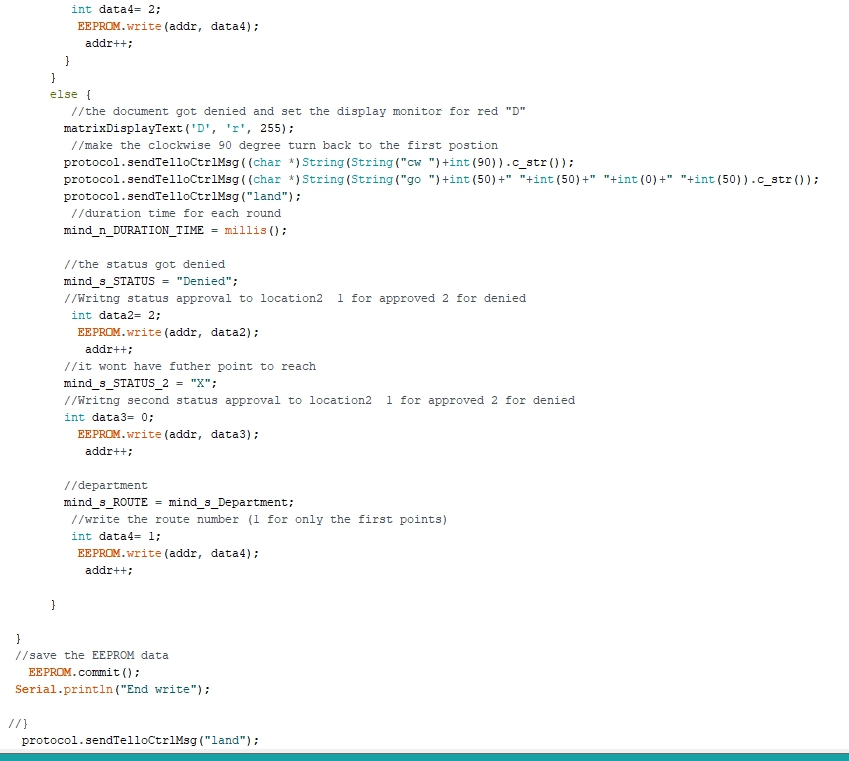 int data4= 2;
EEPROM.write(addr, data4);
addr++;
}
}
else {
//the document got denied and set the display monitor for red "D"
matrixDisplayText('D', 'r', 255);
//make the clockwise 90 degree turn back to the first postion
protocol.sendTelloCtrlMsg((char *)String(String("cw ")+int(90)).c_str());
protocol.sendTelloCtrlMsg((char *)String(String("go ")+int(50)+" "+int(50)+" "+int(0)+" "+int(50)).c_str());
protocol.sendTelloCtrlMsg("land");
//duration time for each round
mind_n_DURATION_TIME = millis();
//the status got denied
mind_s_STATUS = "Denied";
//Writng status approval to location2  1 for approved 2 for denied
int data2= 2;
EEPROM.write(addr, data2);
addr++;
//it wont have futher point to reach
mind_s_STATUS_2 = "X";
//Writng second status approval to location2  1 for approved 2 for denied
int data3= 0;
EEPROM.write(addr, data3);
addr++;
//department
mind_s_ROUTE = mind_s_Department;
//write the route number (1 for only the first points)
int data4= 1;
EEPROM.write(addr, data4);
addr++;
}
}
//save the EEPROM data
EEPROM.commit();
Serial.println("End write");
//}
protocol.sendTelloCtrlMsg("land");